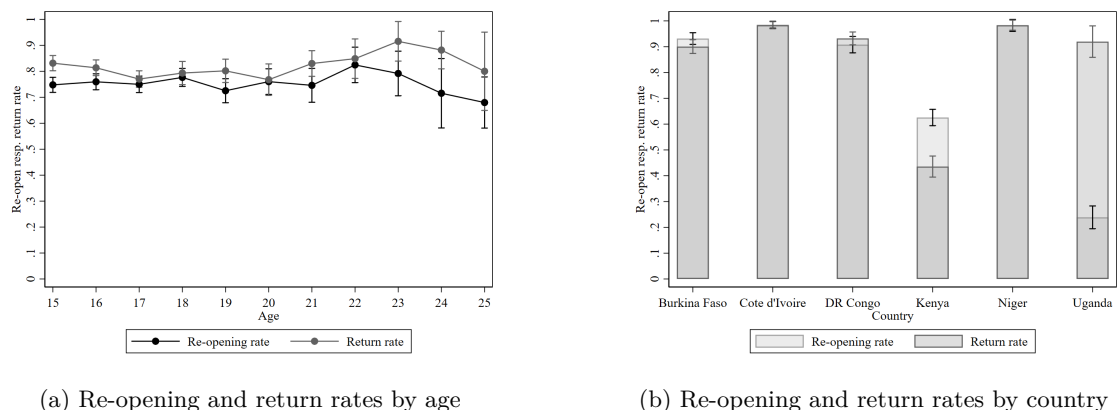 Re-open resp. return rate
1
.9
.8
.7
.6
.5
.4
.3
.2
.1
0
15 16 17 18 19 20 21 22 23 24 25
Age
Re-opening rate Return rate
(a) Re-opening and return rates by age
Re-open resp. return rate
1
.9
.8
.7
.6
.5
.4
.3
.2
.1
0
Burkina Faso Cote d'Ivoire DR Congo Kenya Niger Uganda
Country
Re-opening rate Return rate
(b) Re-opening and return rates by country